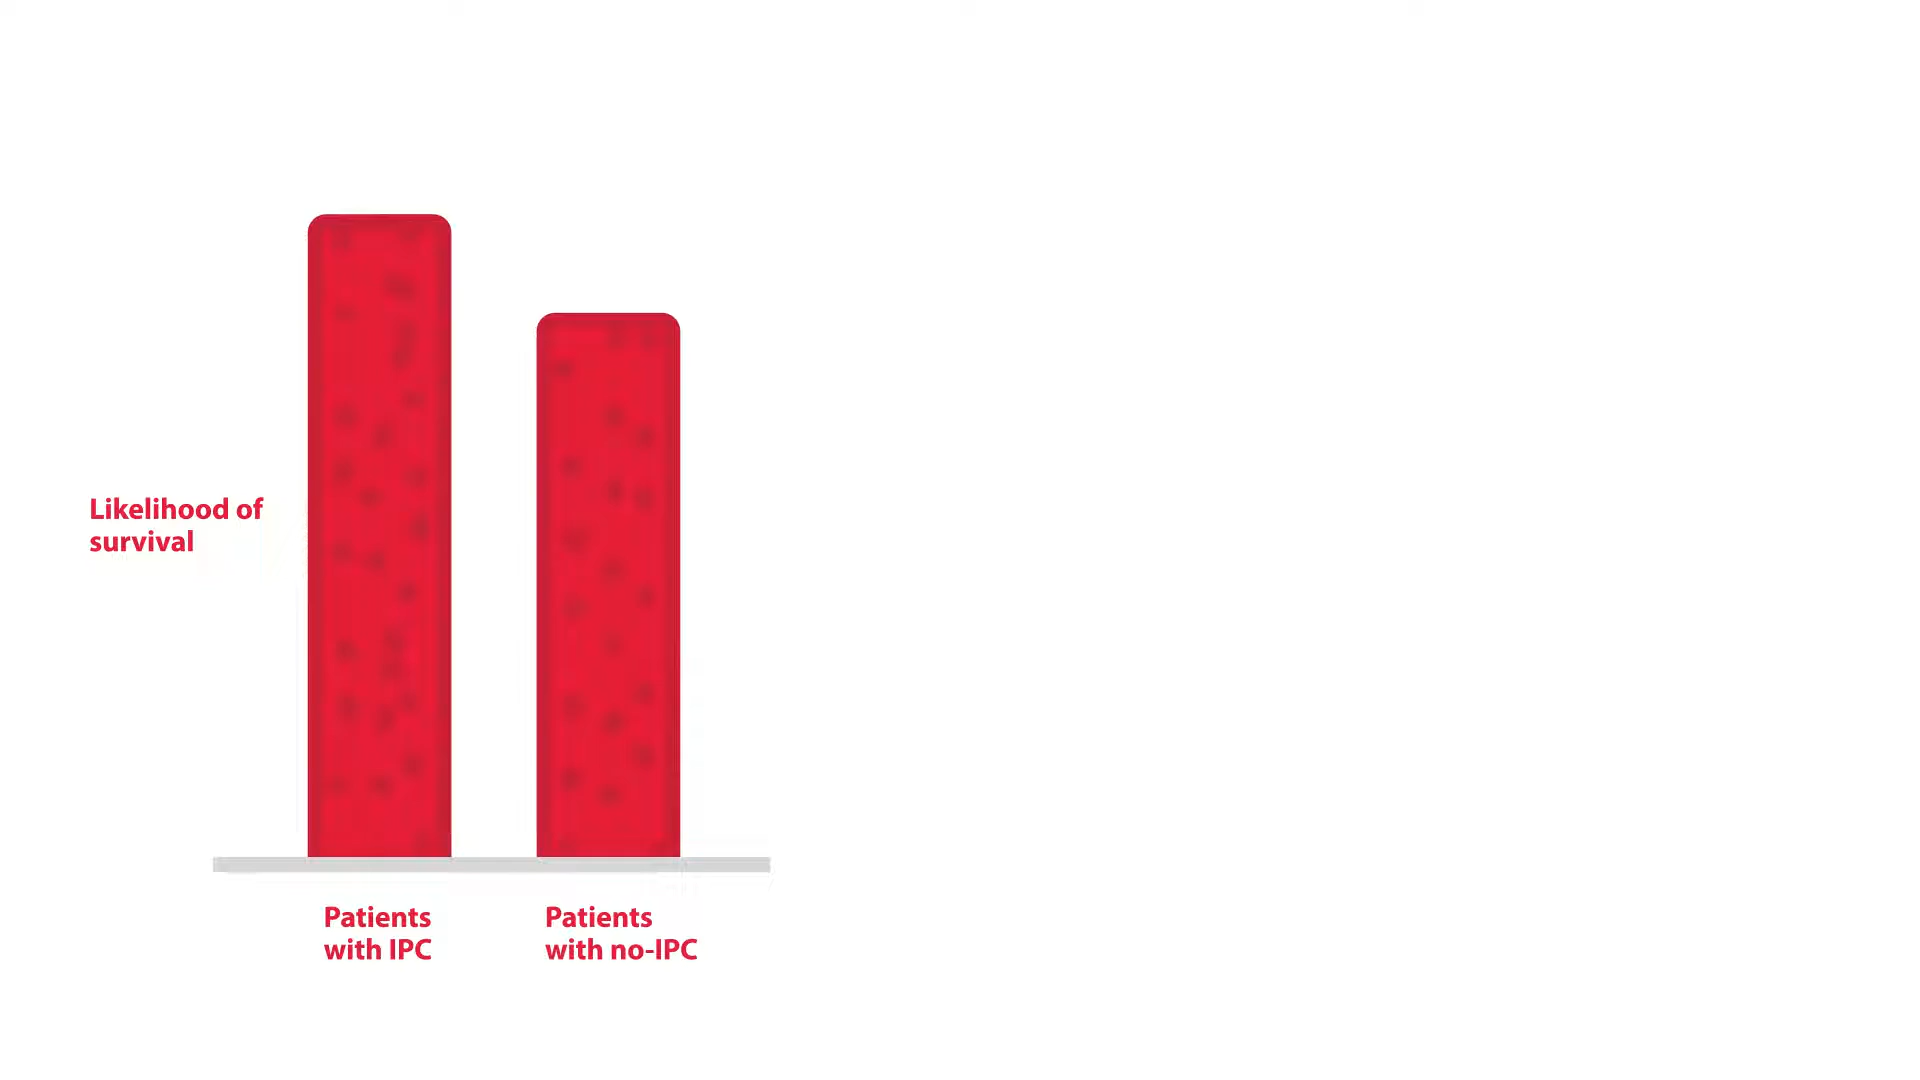 Likelihood of
survival
Patients
with IPC
Patients
with no-IPC